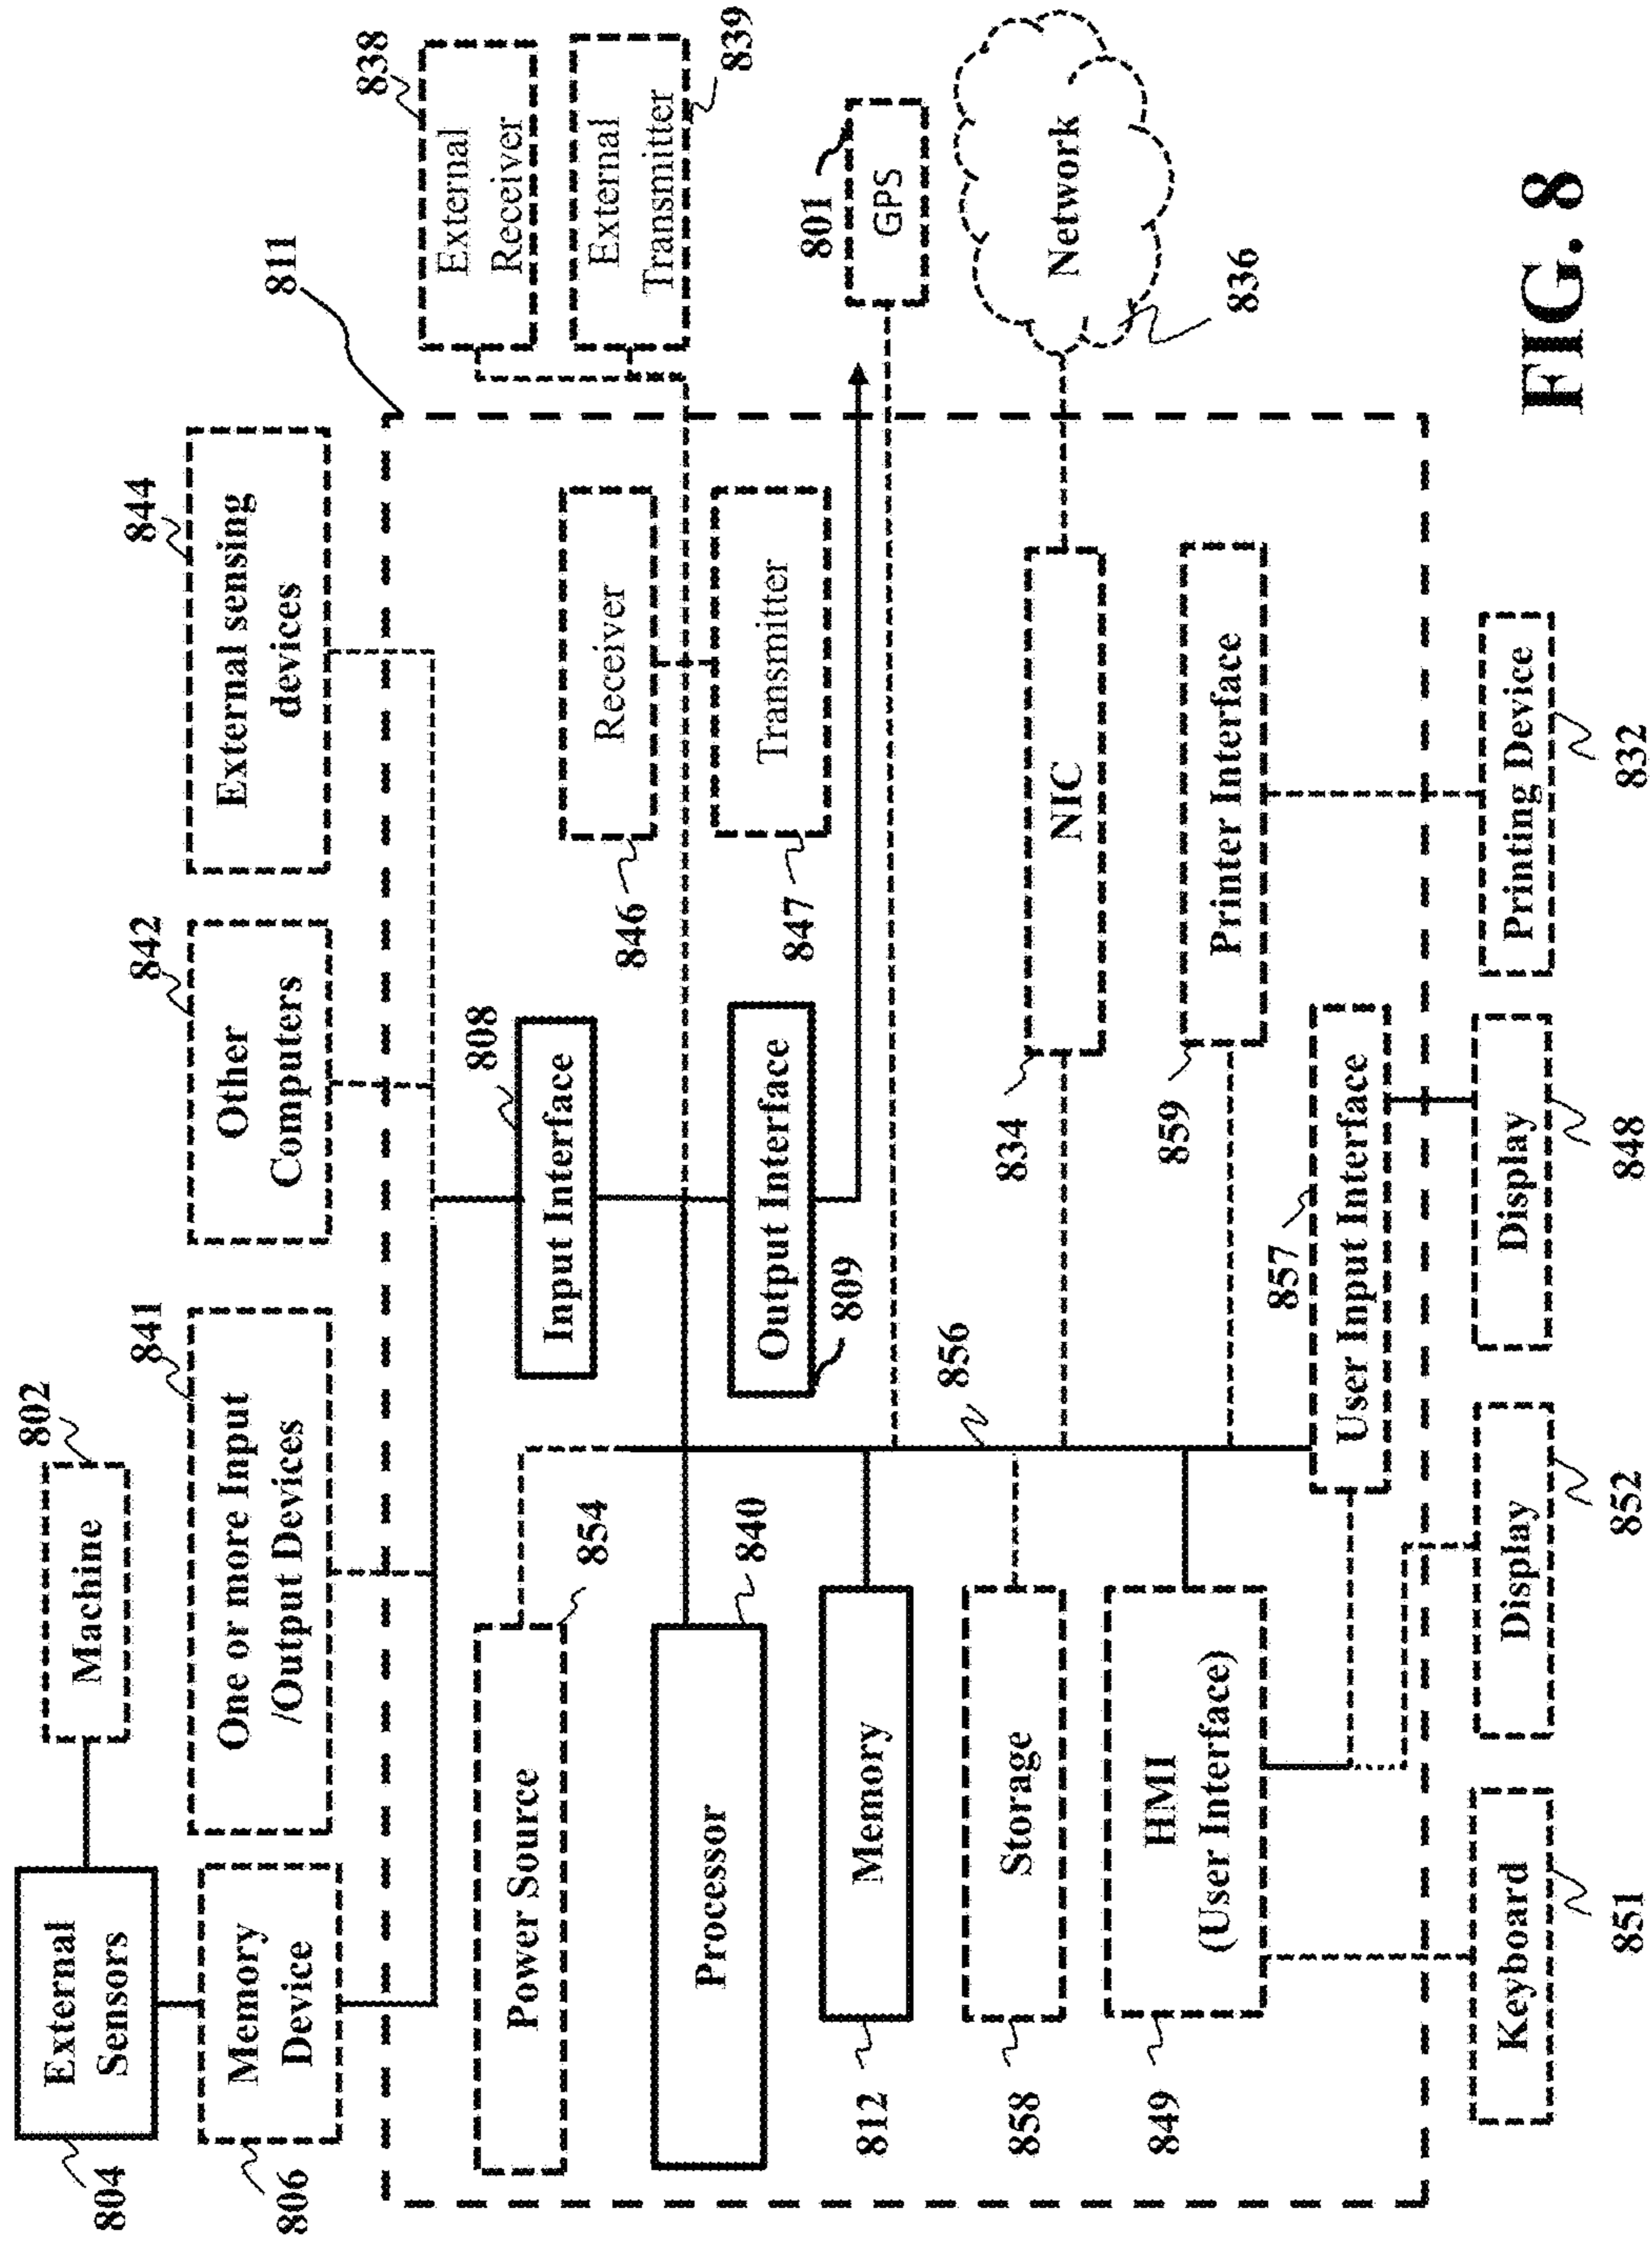 802
Machine
804
External
Sensors
806
Memory
Device
841
One or more Input
/Output Devices
842
Other
Computers
844
External sensing
devices
811
838
External
Receiver
External
Transmitter
839
801
GPS
Network
836
808
Input Interface
Output Interface
809
846
Receiver
847
Transmitter
854
Power Source
840
Processor
812
Memory
858
Storage
849
HMI
(User Interface)
856
834
NIC
859
Printer Interface
857
User Input Interface
Keyboard
851
Display
852
Display
848
Printing Device
832
FIG. 8